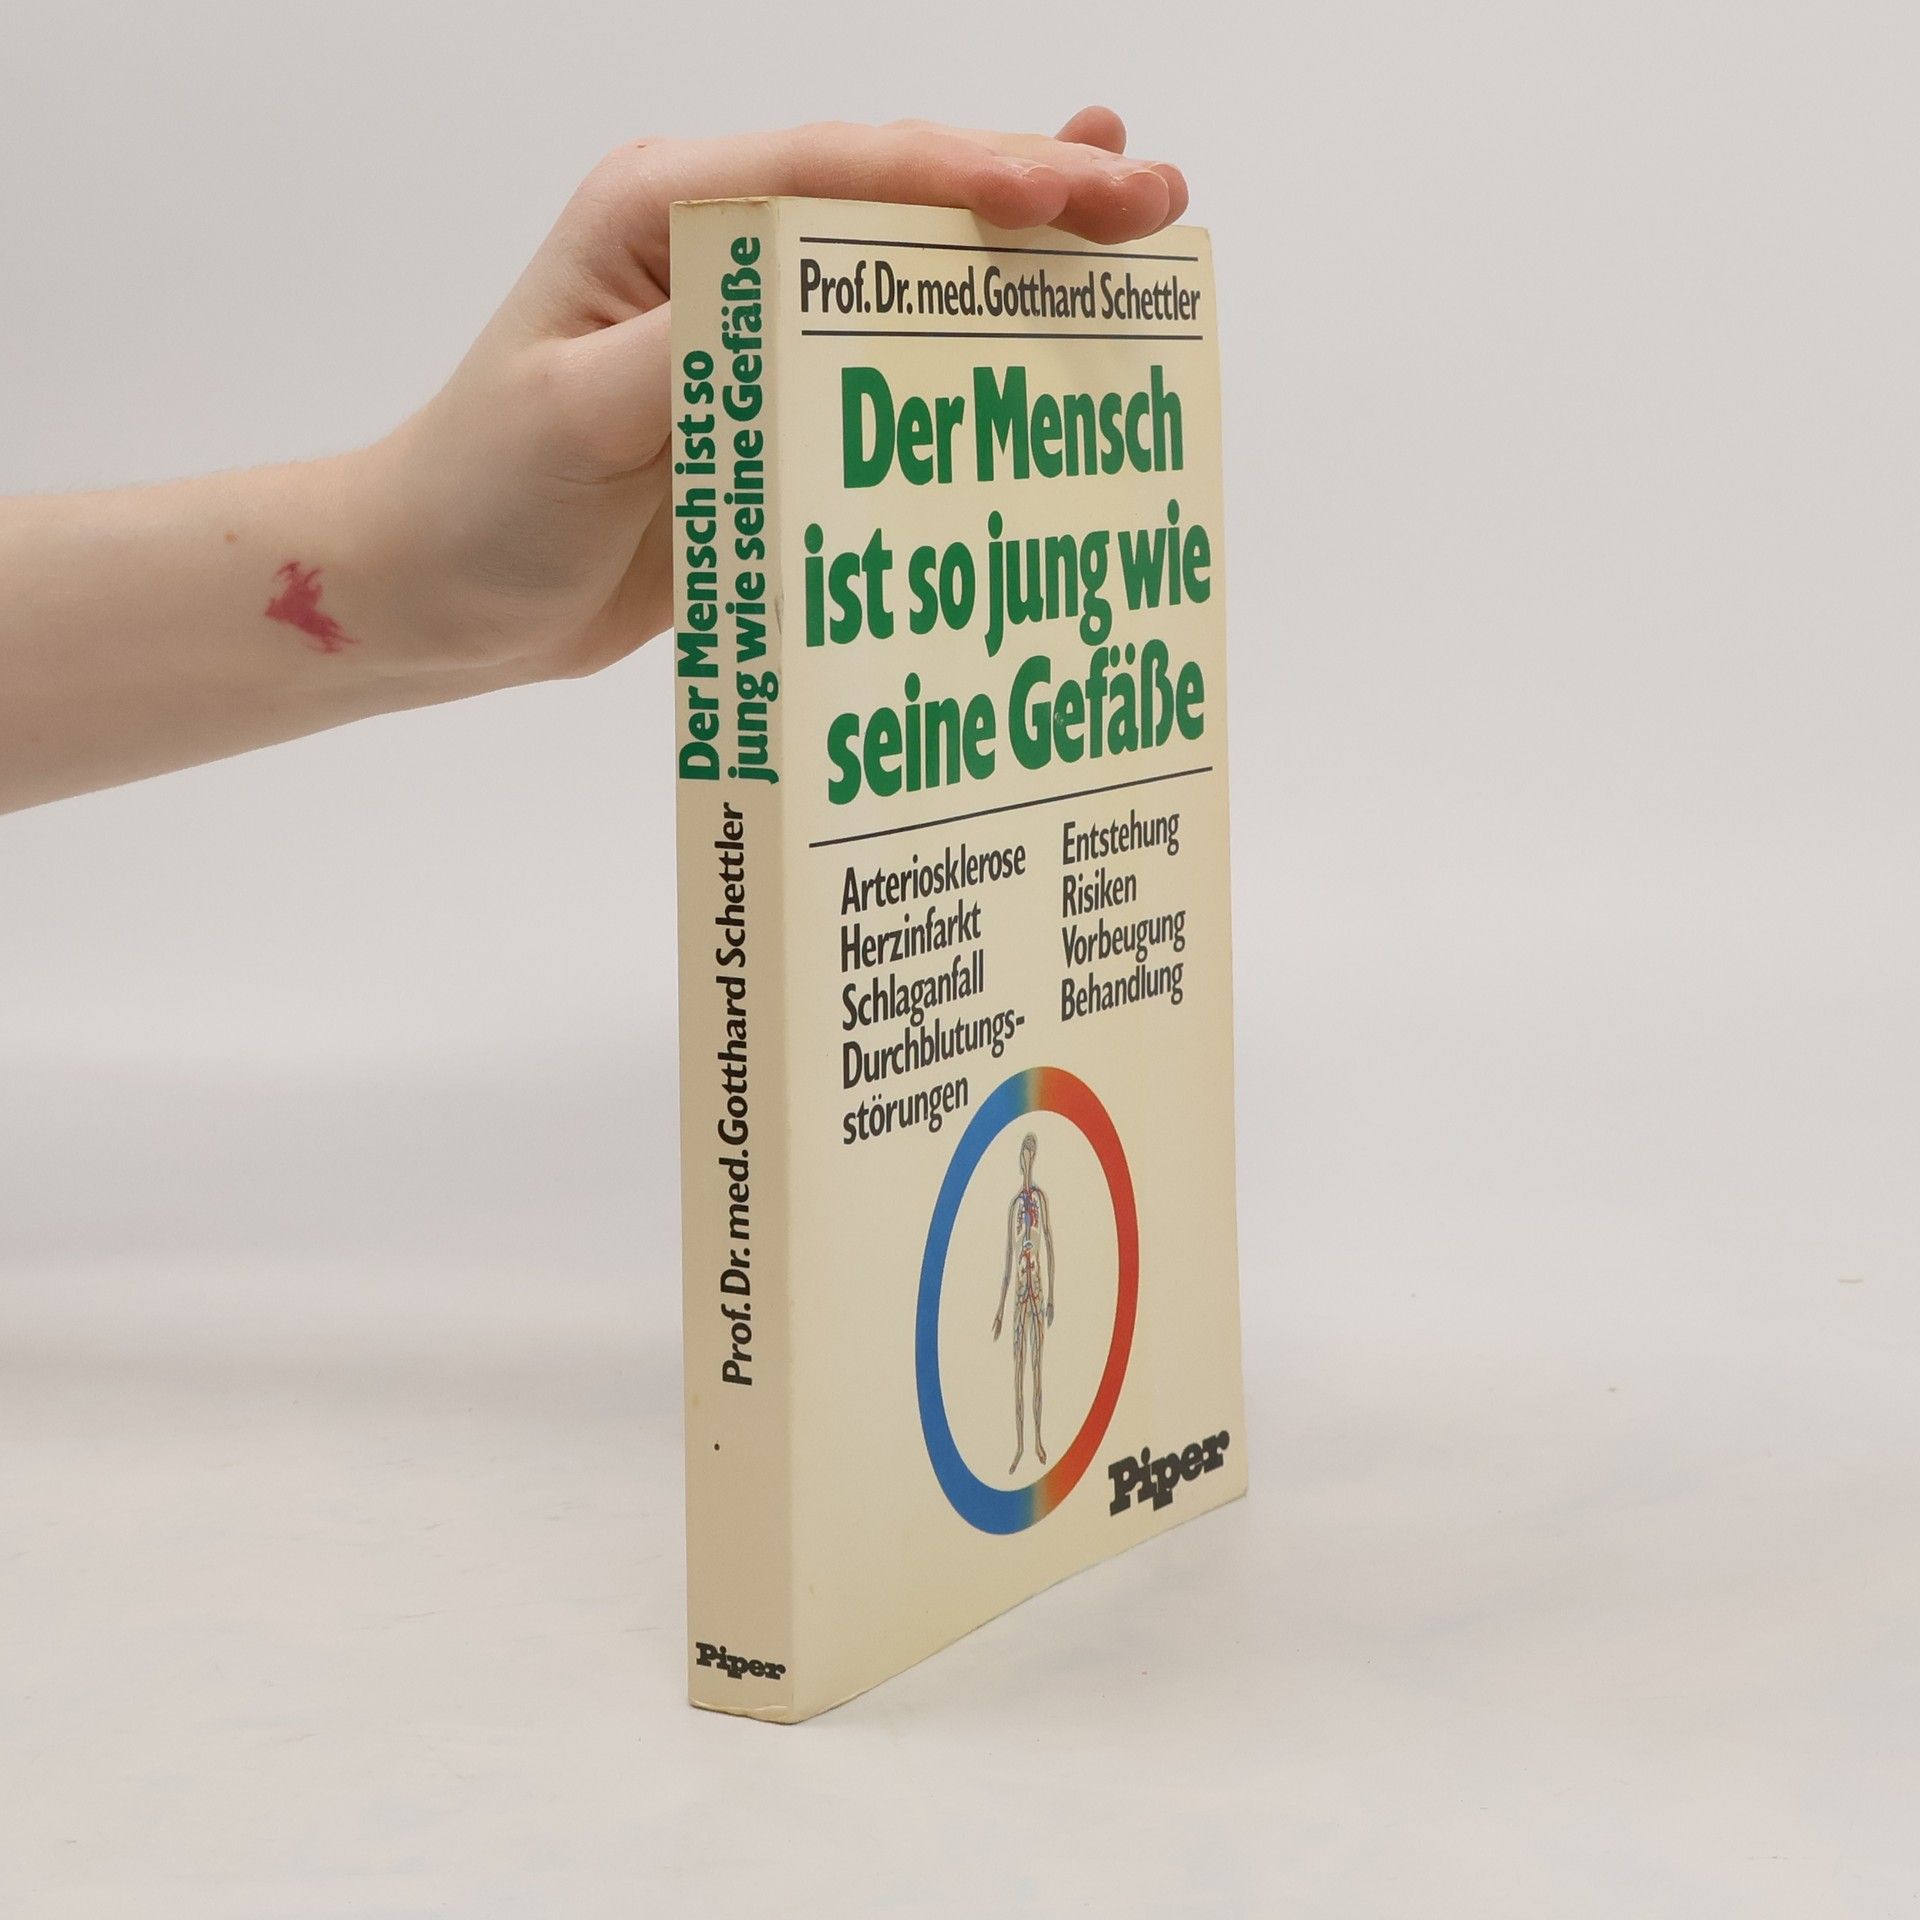 Der Mensch ist so
jung wie seine Gefäße
Prof. Dr. med. Gotthard Schettler
Piper
Prof. Dr. med. Gotthard Schettler
Der Mensch
ist so jung wie
seine Gefäße
Arteriosklerose
Herzinfarkt
Schlaganfall
Durchblutungs-
störungen
Entstehung
Risiken
Vorbeugung
Behandlung
Piper